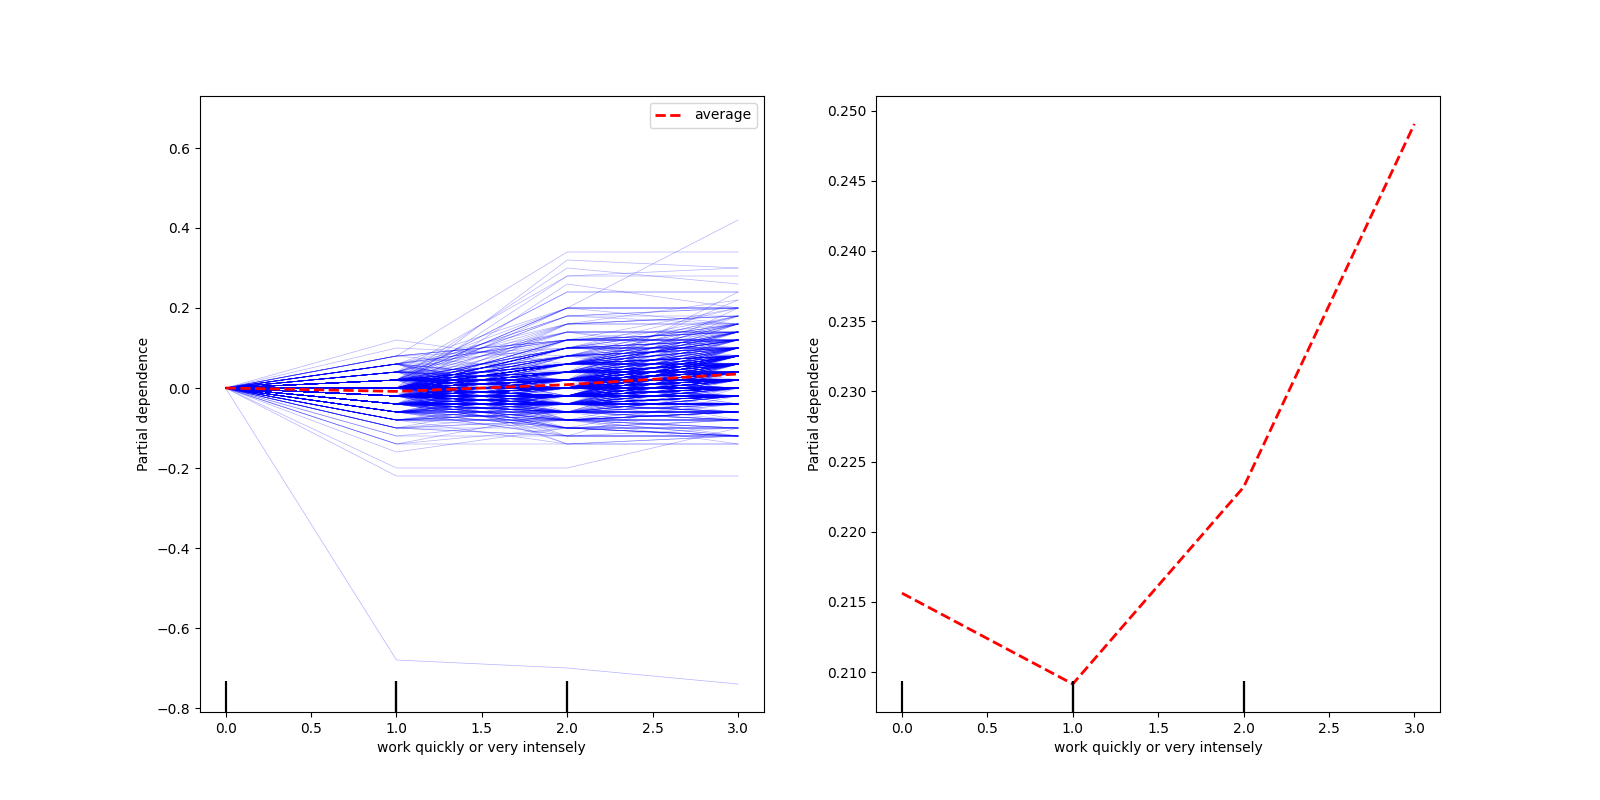 average
Partial dependence
0.6
0.4
0.2
0.0
−0.2
−0.4
−0.6
−0.8
0.0 0.5 1.0 1.5 2.0 2.5 3.0
work quickly or very intensely
Partial dependence
0.250
0.245
0.240
0.235
0.230
0.225
0.220
0.215
0.210
0.0 0.5 1.0 1.5 2.0 2.5 3.0
work quickly or very intensely